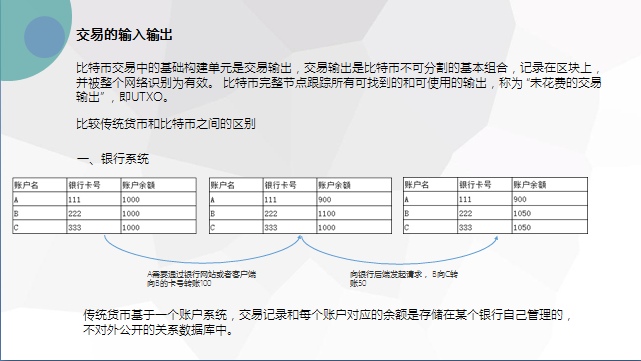 交易的输入输出
比特币交易中的基础构建单元是交易输出，交易输出是比特币不可分割的基本组合，记录在区块上，
并被整个网络识别为有效。 比特币完整节点跟踪所有可找到的和可使用的输出，称为 “未花费的交易
输出”，即UTXO。
比较传统货币和比特币之间的区别
一、银行系统
账户名 银行卡号 账户余额
A 111 1000
B 222 1000
C 333 1000
账户名 银行卡号 账户余额
A 111 900
B 222 1100
C 333 1000
账户名 银行卡号 账户余额
A 111 900
B 222 1050
C 333 1050
A需要通过银行网站或者客户端
向B的卡号转账100
向银行后端发起请求， B向C转
账50
传统货币基于一个账户系统，交易记录和每个账户对应的余额是存储在某个银行自己管理的，
不对外公开的关系数据库中。